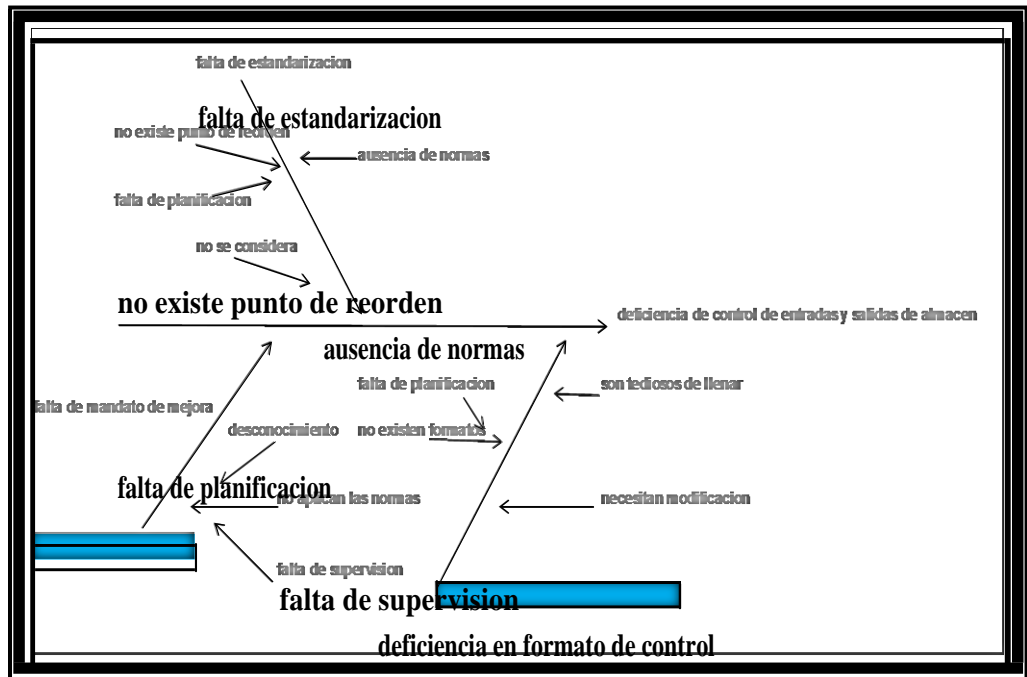 falta de estandarizacion
falta de estandarizacion
no existe punto de reorden
ausencia de normas
falta de planificacion
no se considera
no existe punto de reorden
deficiencia de control de entradas y salidas de almacen
ausencia de normas
falta de planificacion
son tediosos de llenar
falta de mandato de mejora
desconocimiento
no existen formatos
falta de planificacion
no aplican las normas
necesitan modificacion
falta de supervision
falta de supervision
deficiencia en formato de control